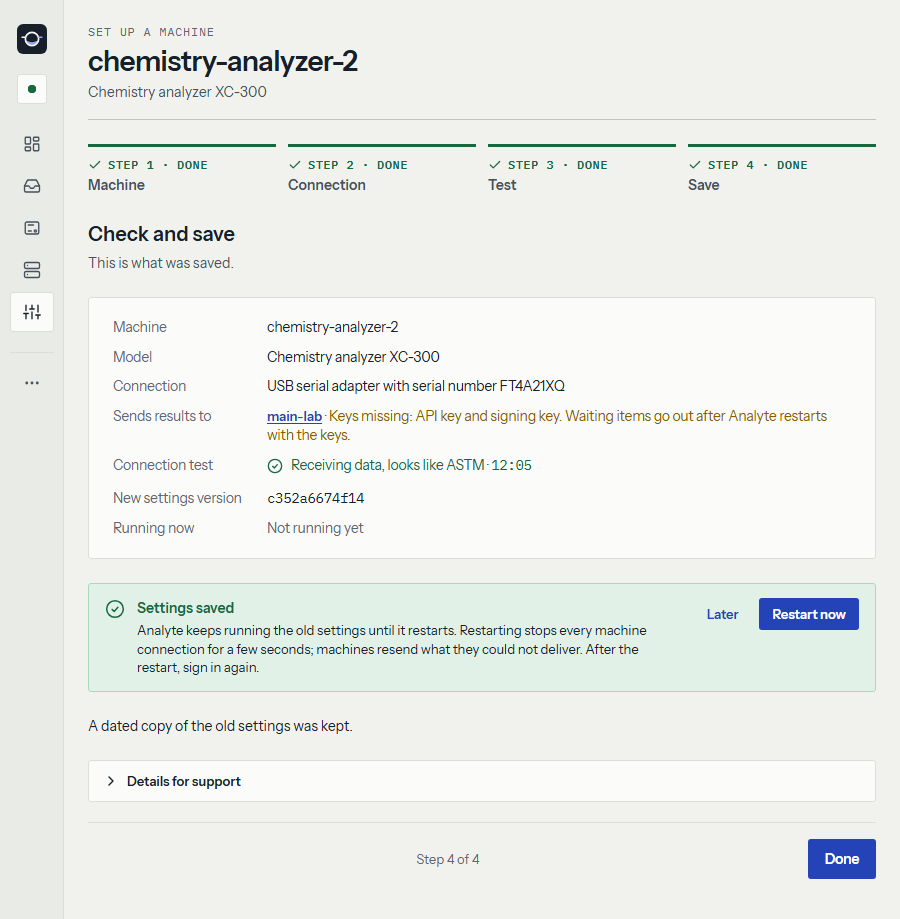 SET UP A MACHINE
chemistry-analyzer-2
Chemistry analyzer XC-300
STEP 1 · DONE
Machine
STEP 2 · DONE
Connection
STEP 3 · DONE
Test
STEP 4 · DONE
Save
Check and save
This is what was saved.
Machine chemistry-analyzer-2
Model Chemistry analyzer XC-300
Connection USB serial adapter with serial number FT4A21XQ
Sends results to main-lab · Keys missing: API key and signing key. Waiting items go out after Analyte restarts
with the keys.
Connection test Receiving data, looks like ASTM · 12:05
New settings version c352a6674f14
Running now Not running yet
Settings saved
Analyte keeps running the old settings until it restarts. Restarting stops every machine
connection for a few seconds; machines resend what they could not deliver. After the
restart, sign in again.
Later
Restart now
A dated copy of the old settings was kept.
Details for support
Step 4 of 4
Done